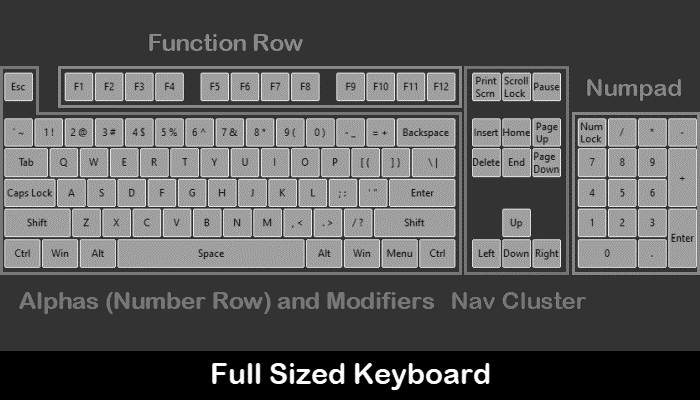 Function Row
Numpad
Esc F1 F2 F3 F4 F5 F6 F7 F8 F9 F10 F11 F12 Print Scrn Scroll Lock Pause
` ~ 1 ! 2 @ 3 # 4 $ 5 % 6 ^ 7 & 8 * 9 ( 0 ) - _ = + Backspace Insert Home Page Up Num Lock / * -
Tab Q W E R T Y U I O P [ { ] } \ | Delete End Page Down 7 8 9 +
Caps Lock A S D F G H J K L ; : ' " Enter 4 5 6
Shift Z X C V B N M , < . > / ? Shift Up 1 2 3 Enter
Ctrl Win Alt Space Alt Win Menu Ctrl Left Down Right 0 .
Alphas (Number Row) and Modifiers Nav Cluster
Full Sized Keyboard